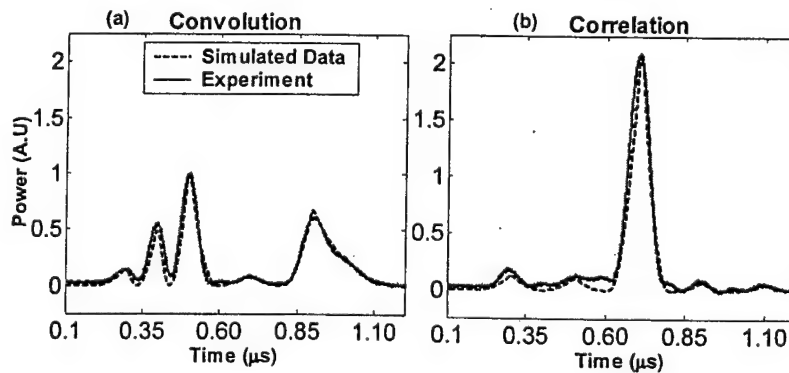 (a) Convolution
(b) Correlation
Simulated Data
Experiment
Power (A.U)
2
1.5
1
0.5
0
0.1 0.35 0.60 0.85 1.10
Time (μs)
2
1.5
1
0.5
0
0.1 0.35 0.60 0.85 1.10
Time (μs)